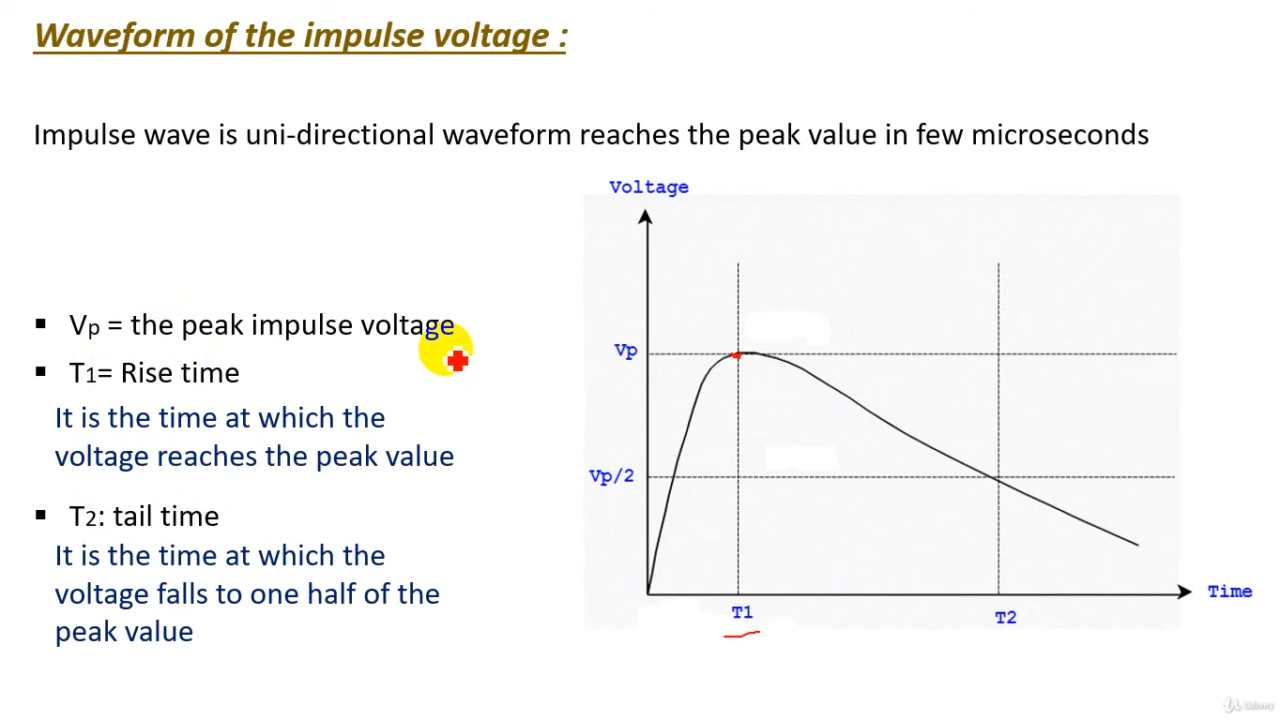 Waveform of the impulse voltage :
Impulse wave is uni-directional waveform reaches the peak value in few microseconds
▪ Vp = the peak impulse voltage
▪ T1= Rise time
It is the time at which the
voltage reaches the peak value
▪ T2: tail time
It is the time at which the
voltage falls to one half of the
peak value
Voltage
Vp
Vp/2
T1
T2
Time
Udemy